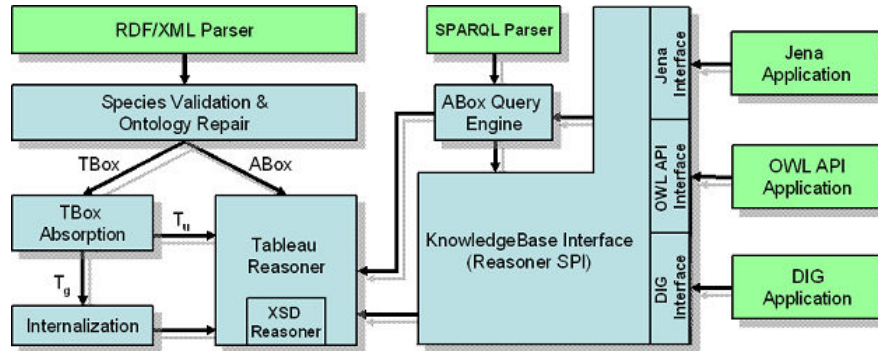 RDF/XML Parser
SPARQL Parser
Jena
Interface
Jena
Application
Species Validation &
Ontology Repair
ABox Query
Engine
TBox
ABox
OWL API
Interface
OWL API
Application
TBox
Absorption
Tu
Tableau
Reasoner
KnowledgeBase Interface
(Reasoner SPI)
Tg
DIG
Interface
DIG
Application
Internalization
XSD
Reasoner